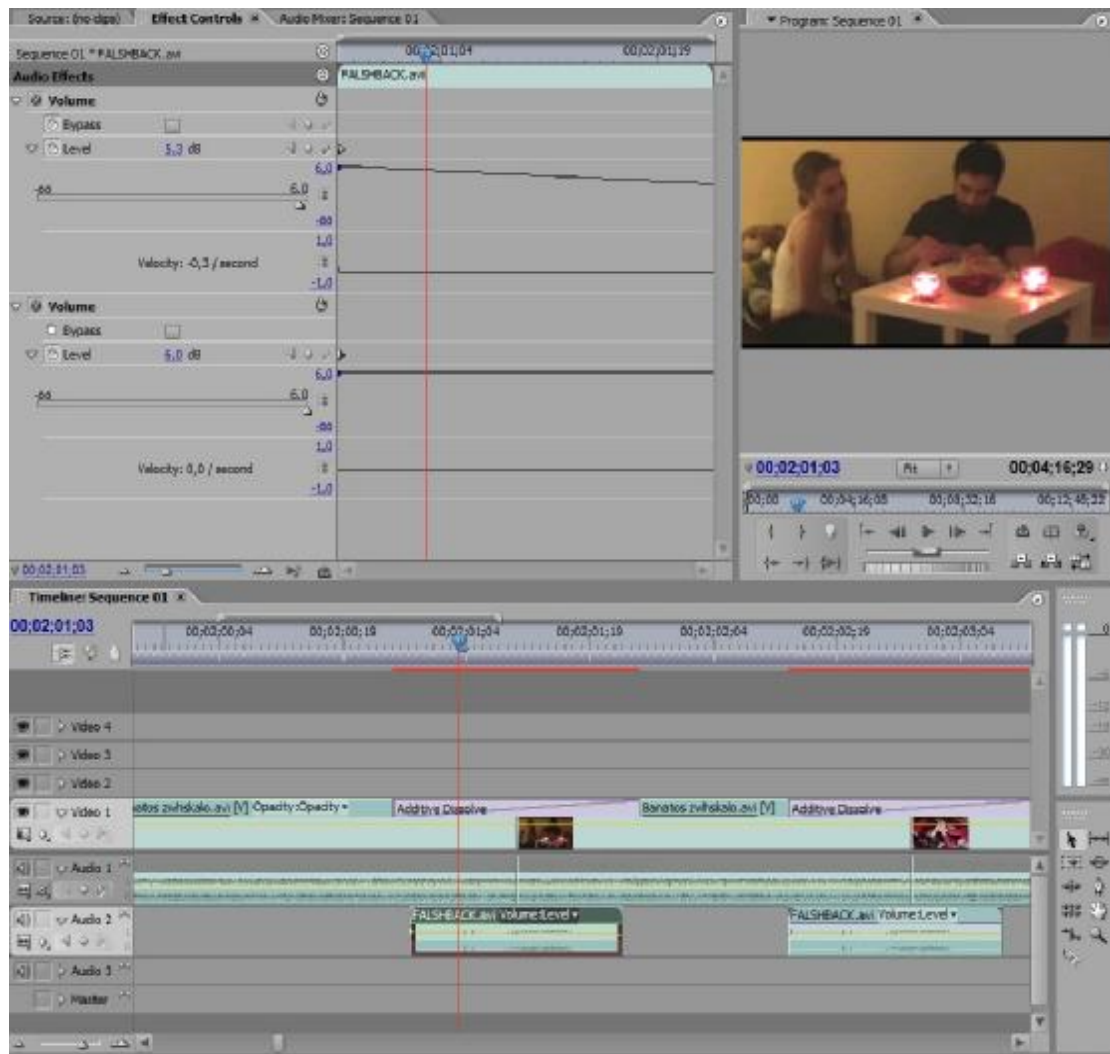 Source: (no clips) Effect Controls Audio Mixer: Sequence 01
Program: Sequence 01
Sequence 01 * FALSHBACK.avi
00;02;01;04 00;02;01;19
Audio Effects
FALSHBACK.avi
Volume
Bypass
Level 5,3 dB
6,0
-oo 6,0
-oo
1,0
Velocity: -0,3 / second
-1,0
Volume
Bypass
Level 6,0 dB
6,0
-oo 6,0
-oo
1,0
Velocity: 0,0 / second
-1,0
00;02;01;03
00;02;01;03 Fit 00;04;16;29
00;00 00;04;16;08 00;08;32;16 00;12;48;22
Timeline: Sequence 01
00;02;01;03
00;02;00;04 00;02;00;19 00;02;01;04 00;02;01;19 00;02;02;04 00;02;02;19 00;02;03;04
0
Video 4
Video 3
Video 2
Video 1
[V] Opacity:Opacity
Additive Dissolve
[V]
Additive Dissolve
Audio 1
Audio 2
FALSHBACK.avi Volume:Level
FALSHBACK.avi Volume:Level
Audio 3
Master